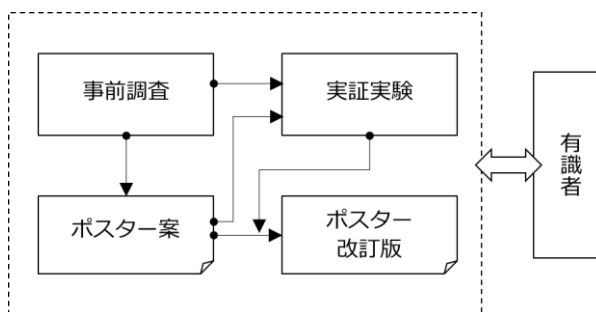 事前調査
実証実験
有識者
ポスター案
ポスター
改訂版